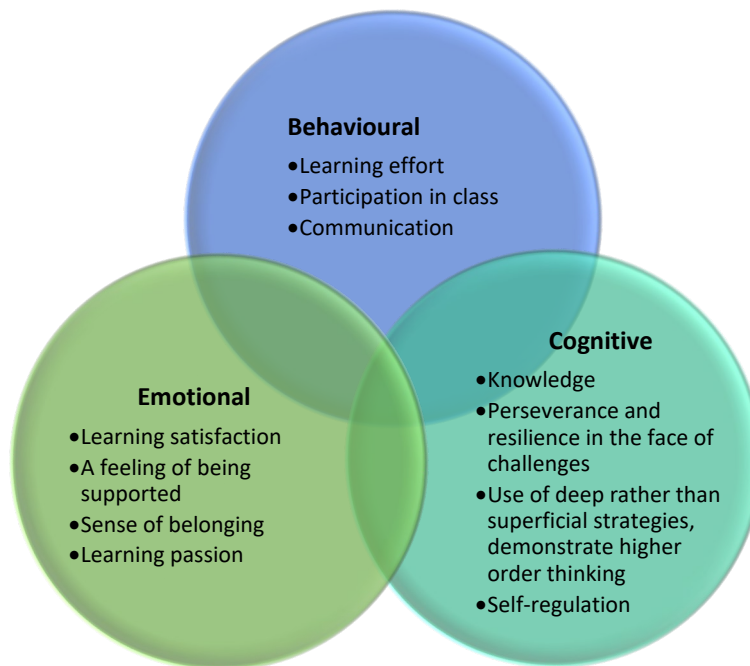 Behavioural
•Learning effort
•Participation in class
•Communication
Emotional
•Learning satisfaction
•A feeling of being
supported
•Sense of belonging
•Learning passion
Cognitive
•Knowledge
•Perseverance and
resilience in the face of
challenges
•Use of deep rather than
superficial strategies,
demonstrate higher
order thinking
•Self-regulation